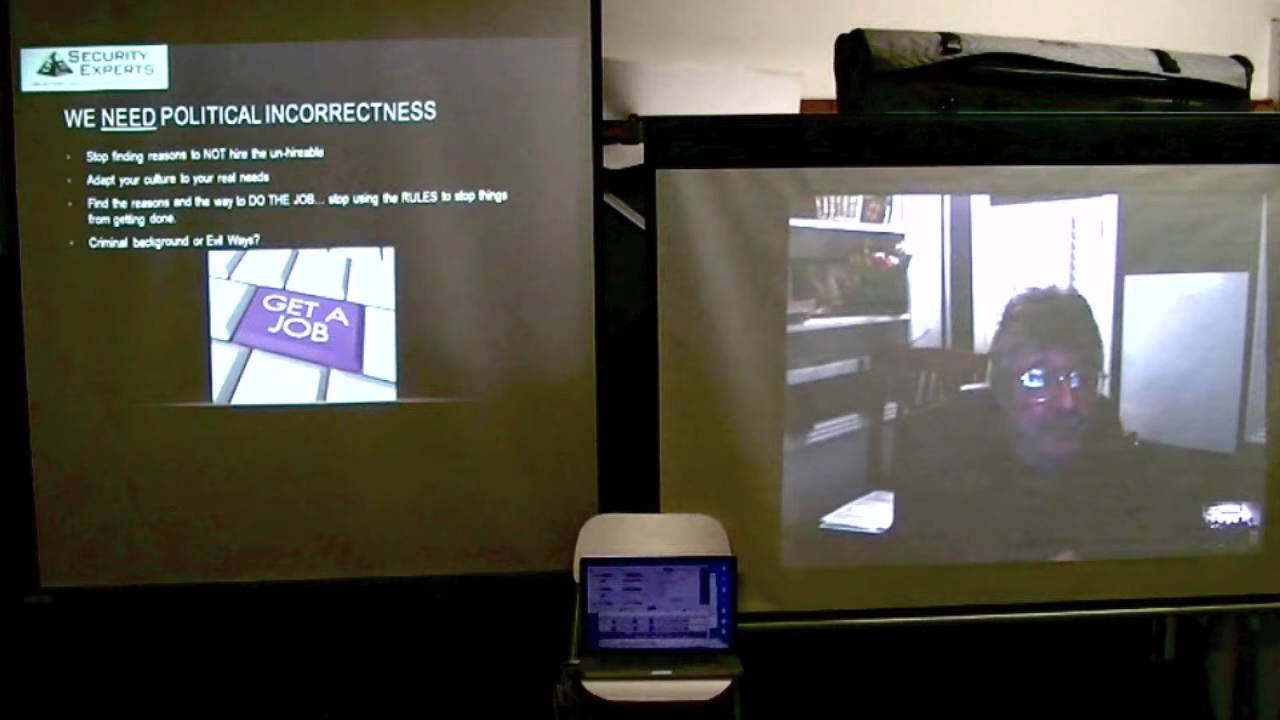 SECURITY
EXPERTS
WE NEED POLITICAL INCORRECTNESS
Stop finding reasons to NOT hire the un-hireable
Adapt your culture to your real needs
Find the reasons and the way to DO THE JOB... stop using the RULES to stop things
from getting done.
Criminal background or Evil Ways?
GET A
JOB